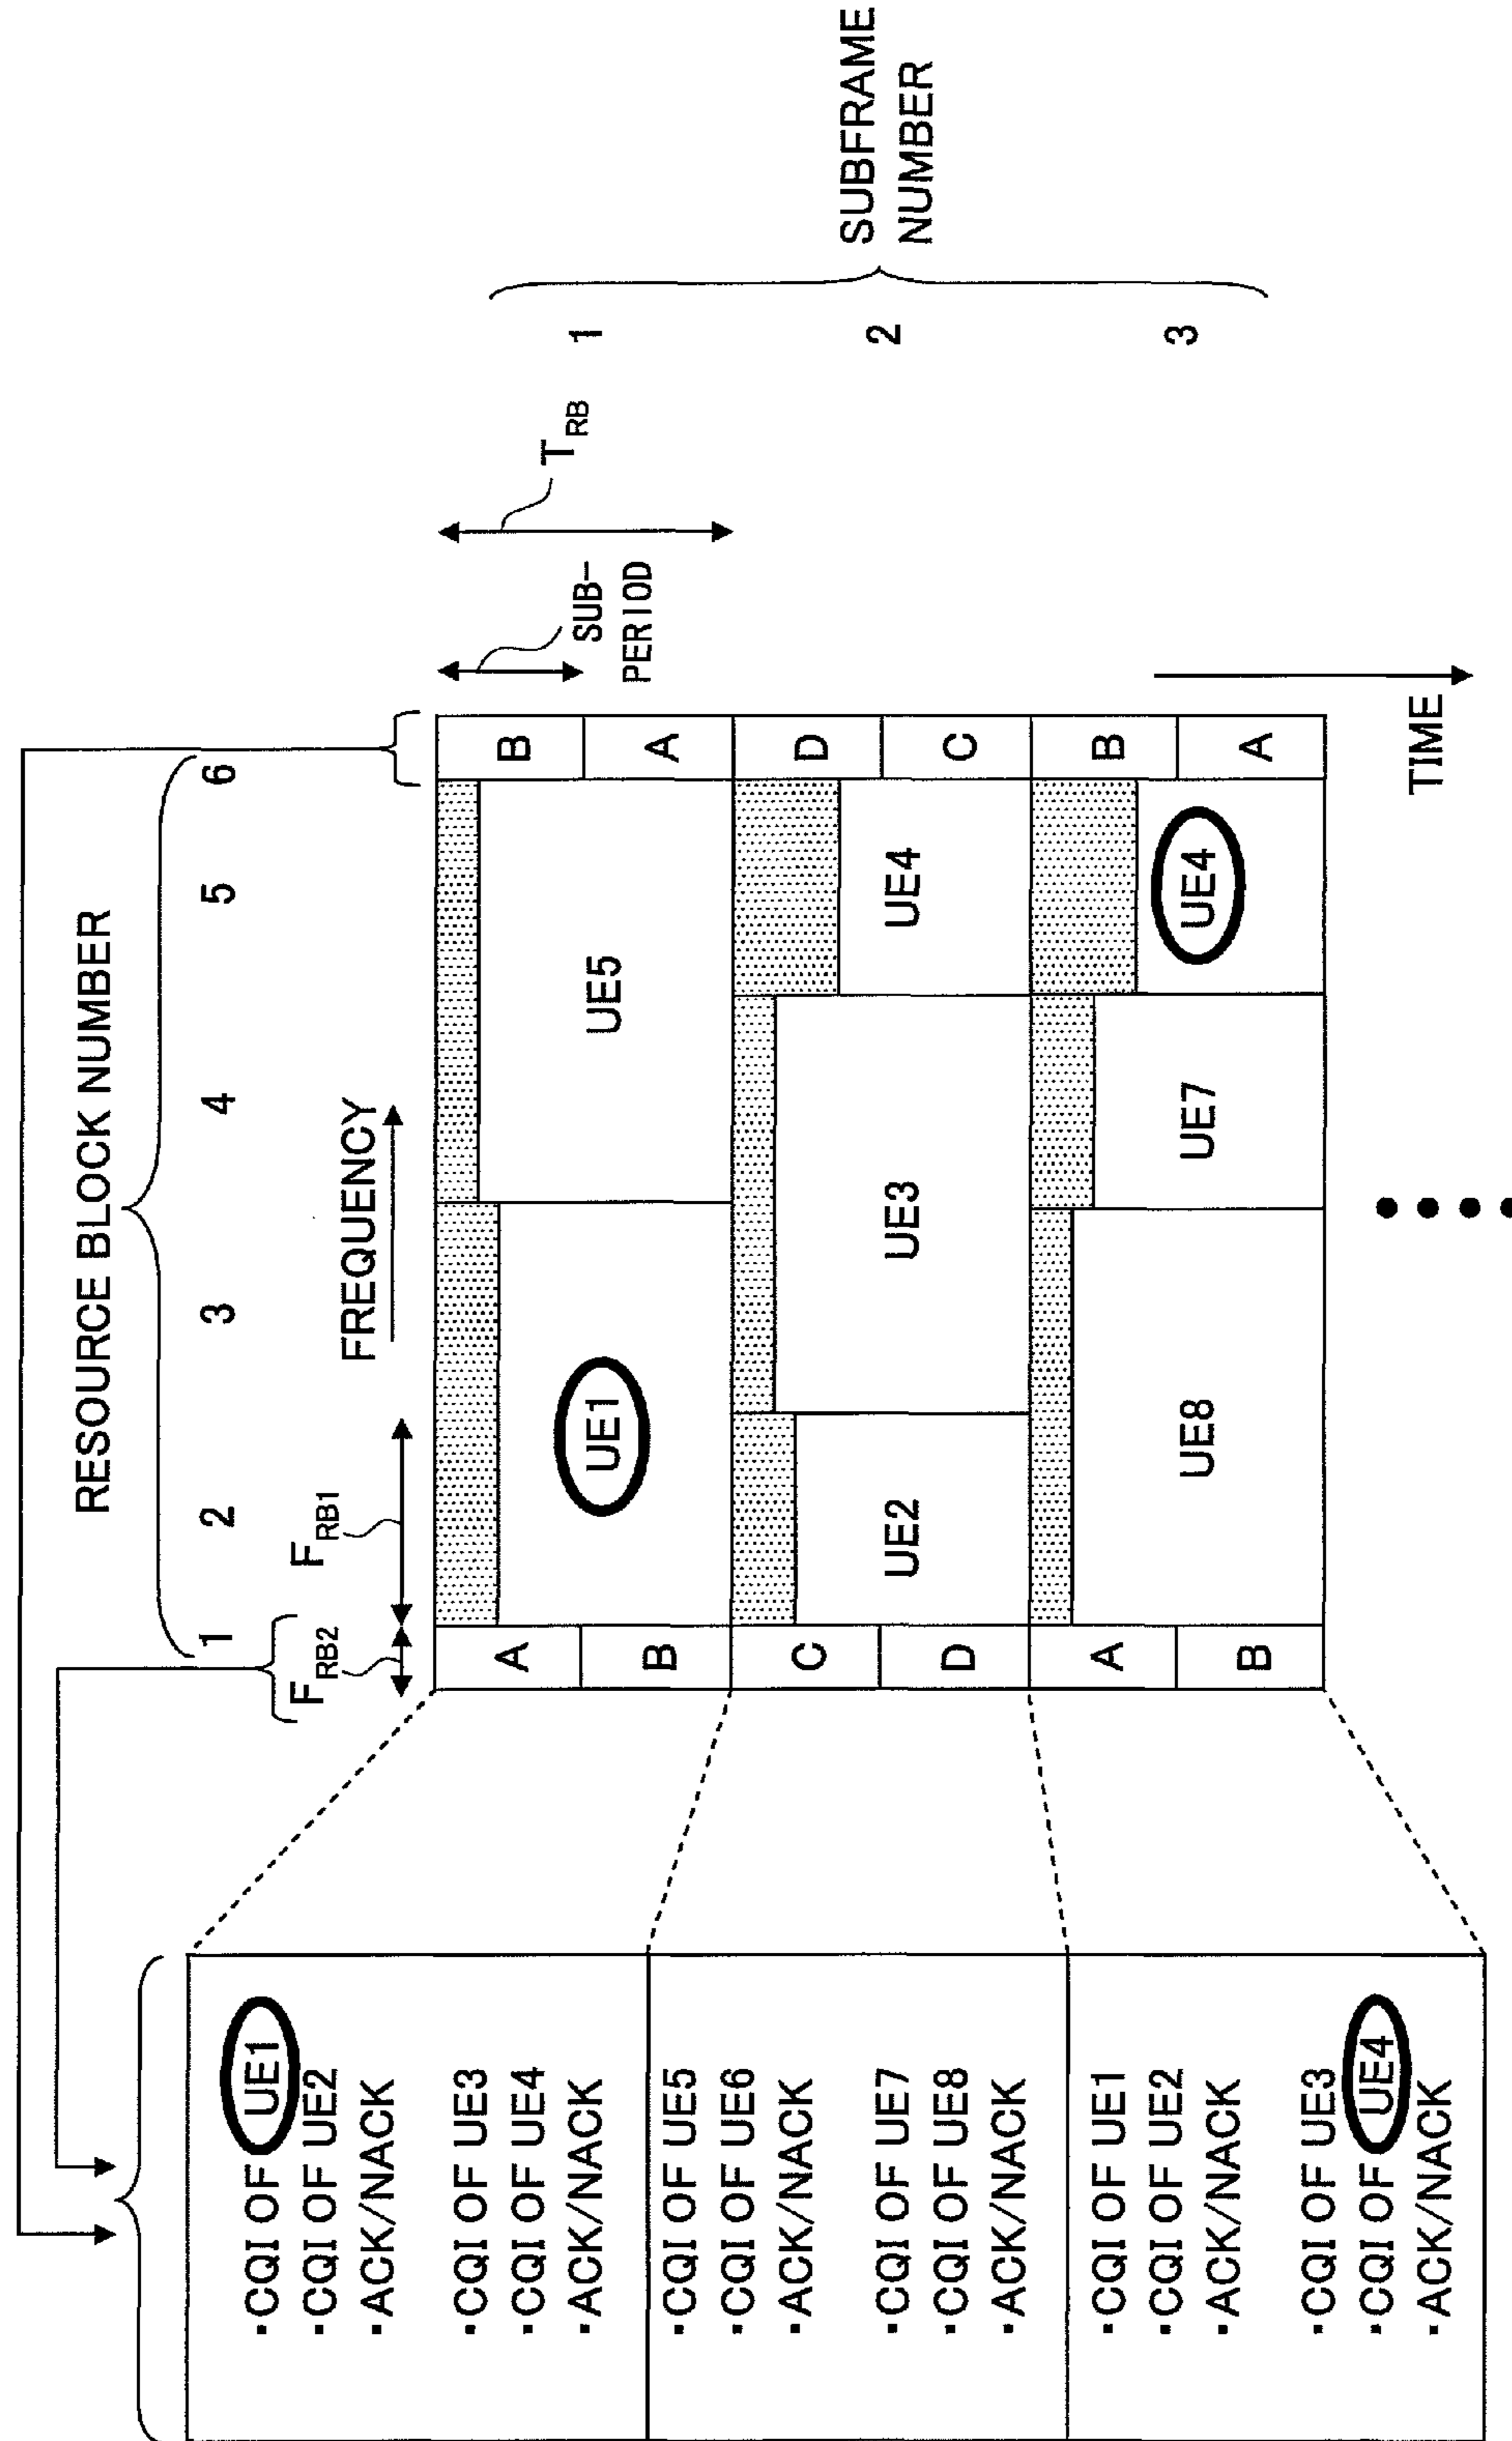 RESOURCE BLOCK NUMBER
1 2 3 4 5 6
F_RB2
F_RB1
FREQUENCY
SUB-
PERIOD
T_RB
SUBFRAME
NUMBER
1
2
3
A
B
UE1
UE5
B
A
C
D
UE2
UE3
UE4
D
C
A
B
UE8
UE7
UE4
B
A
TIME
・CQI OF UE1
・CQI OF UE2
・ACK/NACK
・CQI OF UE3
・CQI OF UE4
・ACK/NACK
・CQI OF UE5
・CQI OF UE6
・ACK/NACK
・CQI OF UE7
・CQI OF UE8
・ACK/NACK
・CQI OF UE1
・CQI OF UE2
・ACK/NACK
・CQI OF UE3
・CQI OF UE4
・ACK/NACK